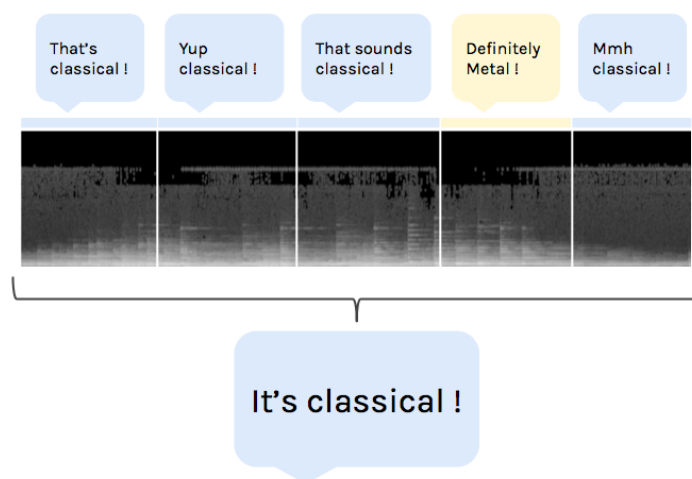 That's
classical !
Yup
classical !
That sounds
classical !
Definitely
Metal !
Mmh
classical !
It's classical !